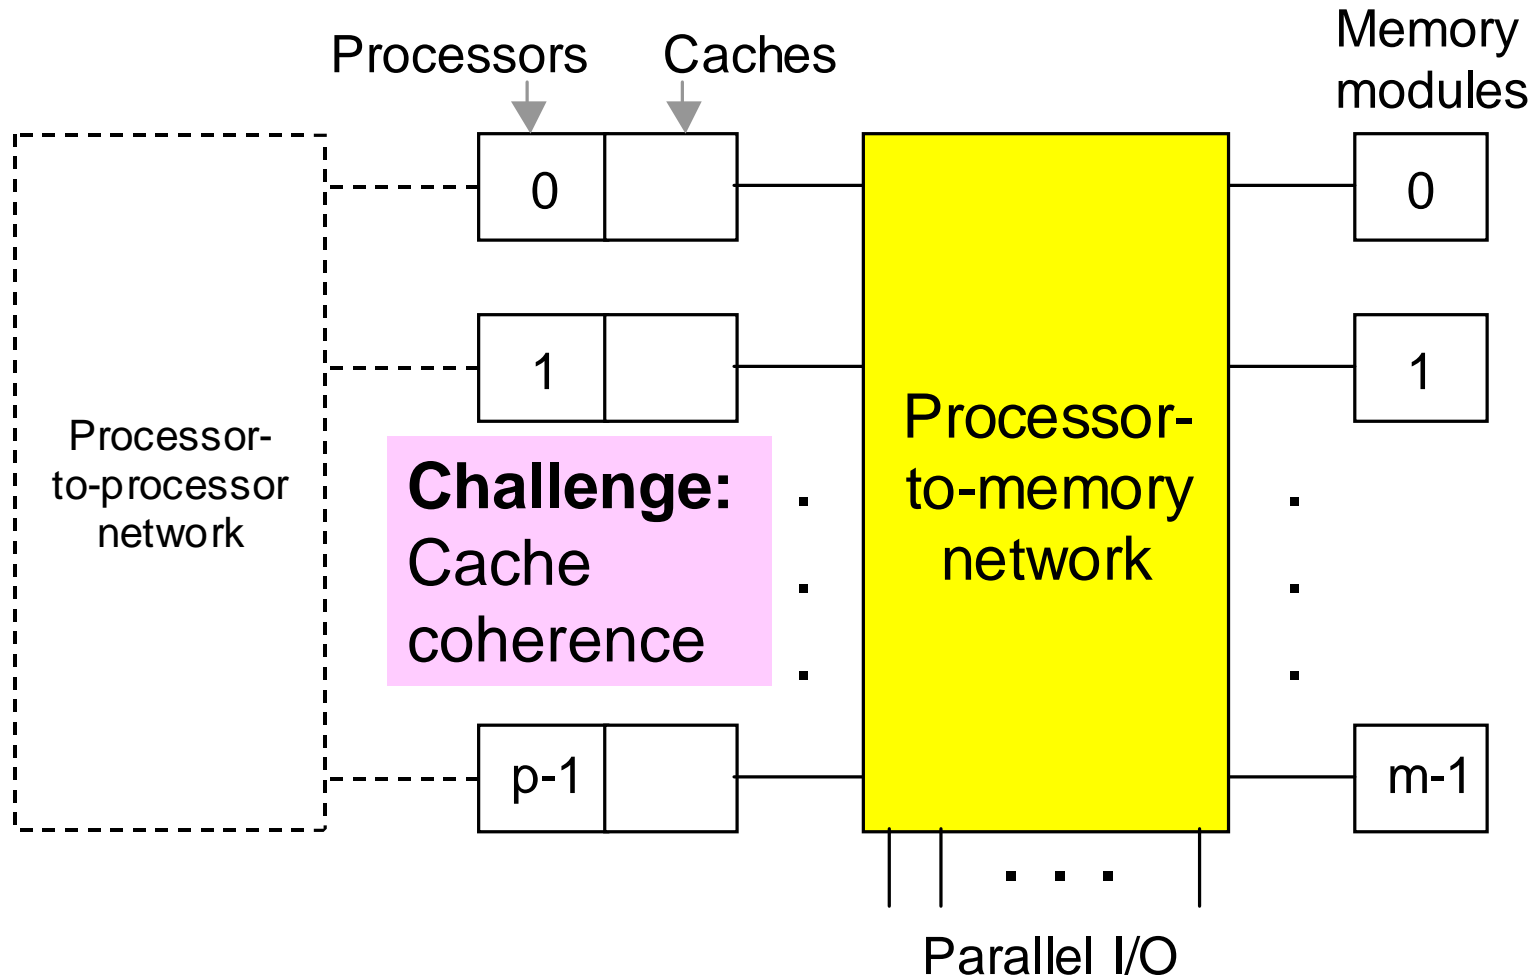 Processors
Caches
Memory
modules
0
0
1
1
Processor-
to-processor
network
Challenge:
Cache
coherence
.
.
.
Processor-
to-memory
network
.
.
.
p-1
m-1
. . .
Parallel I/O